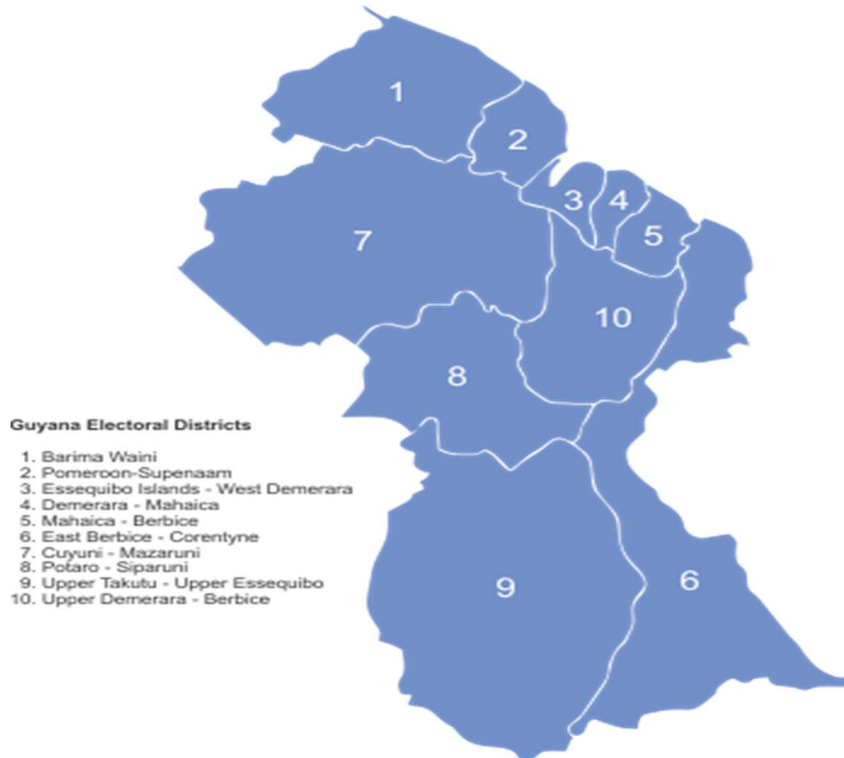 1
2
3
4
5
7
10
8
9
6
Guyana Electoral Districts
1. Barima Waini
2. Pomeroon-Supenaam
3. Essequibo Islands - West Demerara
4. Demerara - Mahaica
5. Mahaica - Berbice
6. East Berbice - Corentyne
7. Cuyuni - Mazaruni
8. Potaro - Siparuni
9. Upper Takutu - Upper Essequibo
10. Upper Demerara - Berbice